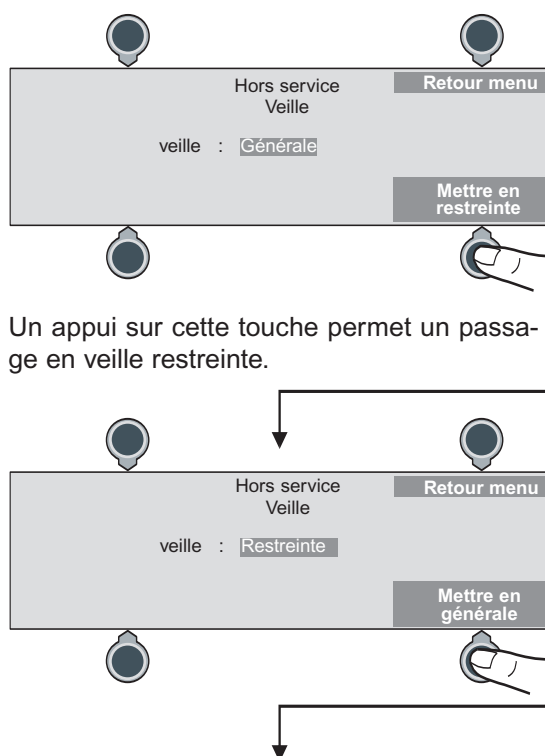 Hors service
Retour menu
Veille
veille : Générale
Mettre en
restreinte
Un appui sur cette touche permet un passa-
ge en veille restreinte.
Hors service
Retour menu
Veille
veille : Restreinte
Mettre en
générale